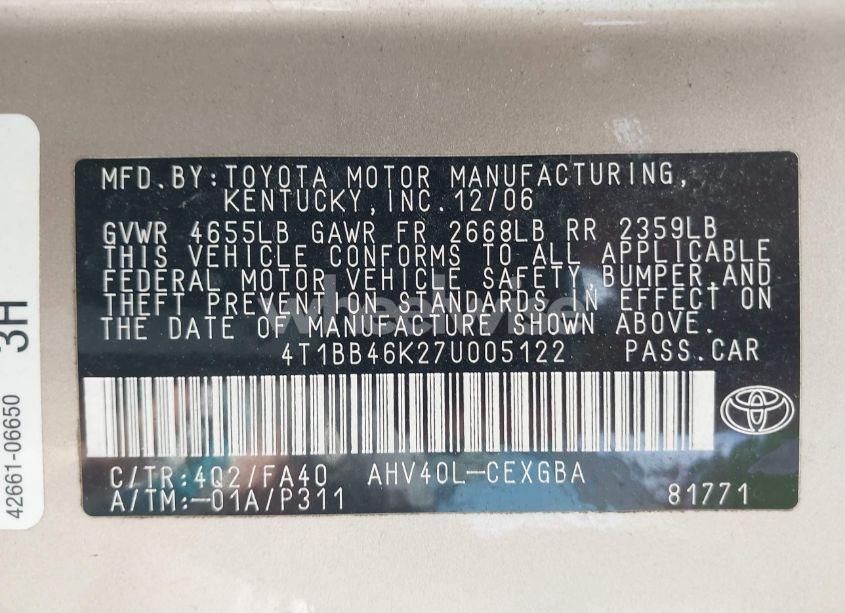 MFD.BY:TOYOTA MOTOR MANUFACTURING,
KENTUCKY,INC.12/06
GVWR 4655LB GAWR FR 2668LB RR 2359LB
THIS VEHICLE CONFORMS TO ALL APPLICABLE
FEDERAL MOTOR VEHICLE SAFETY,BUMPER,AND
THEFT PREVENTION STANDARDS IN EFFECT ON
THE DATE OF MANUFACTURE SHOWN ABOVE.
4T1BB46K27U005122 PASS.CAR
C/TR:4Q2/FA40 AHV40L-CEXGBA
A/TM:-01A/P311 81771
42661-06650 3H
wheelwise